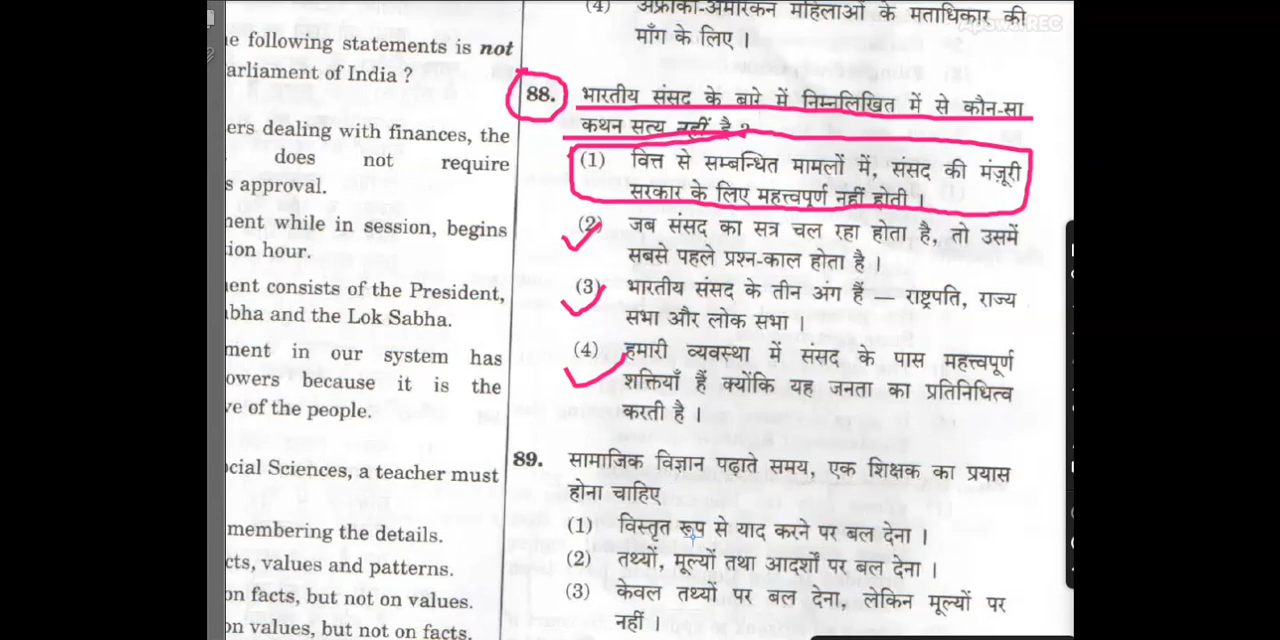 ne following statements is not
arliament of India ?
ers dealing with finances, the
does not require
s approval.
nent while in session, begins
ion hour.
ent consists of the President,
bha and the Lok Sabha.
ment in our system has
owers because it is the
ve of the people.
cial Sciences, a teacher must
membering the details.
cts, values and patterns.
on facts, but not on values.
on values, but not on facts.
(4) अफ्रीकी-अमेरिकन महिलाओं के मताधिकार की
माँग के लिए ।
88. भारतीय संसद के बारे में निम्नलिखित में से कौन-सा
कथन सत्य नहीं है ?
(1) वित्त से सम्बन्धित मामलों में, संसद की मंज़ूरी
सरकार के लिए महत्त्वपूर्ण नहीं होती ।
(2) जब संसद का सत्र चल रहा होता है, तो उसमें
सबसे पहले प्रश्न-काल होता है ।
(3) भारतीय संसद के तीन अंग हैं — राष्ट्रपति, राज्य
सभा और लोक सभा ।
(4) हमारी व्यवस्था में संसद के पास महत्त्वपूर्ण
शक्तियाँ हैं क्योंकि यह जनता का प्रतिनिधित्व
करती है ।
89. सामाजिक विज्ञान पढ़ाते समय, एक शिक्षक का प्रयास
होना चाहिए
(1) विस्तृत रूप से याद करने पर बल देना ।
(2) तथ्यों, मूल्यों तथा आदर्शों पर बल देना ।
(3) केवल तथ्यों पर बल देना, लेकिन मूल्यों पर
नहीं ।
ApowerREC